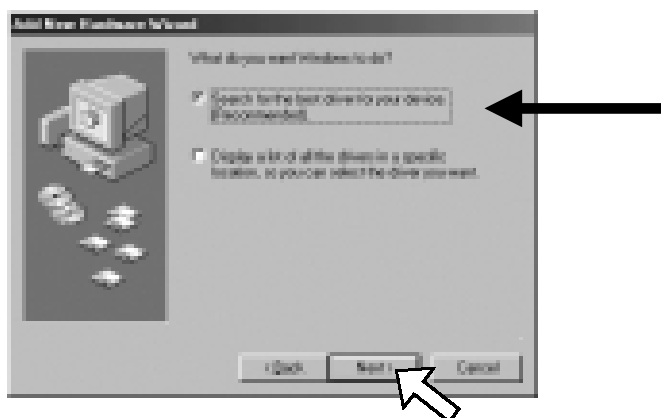 Add New Hardware Wizard
What do you want Windows to do?
Search for the best driver for your device.
(Recommended).
Display a list of all the drivers in a specific
location, so you can select the driver you want.
< Back
Next >
Cancel